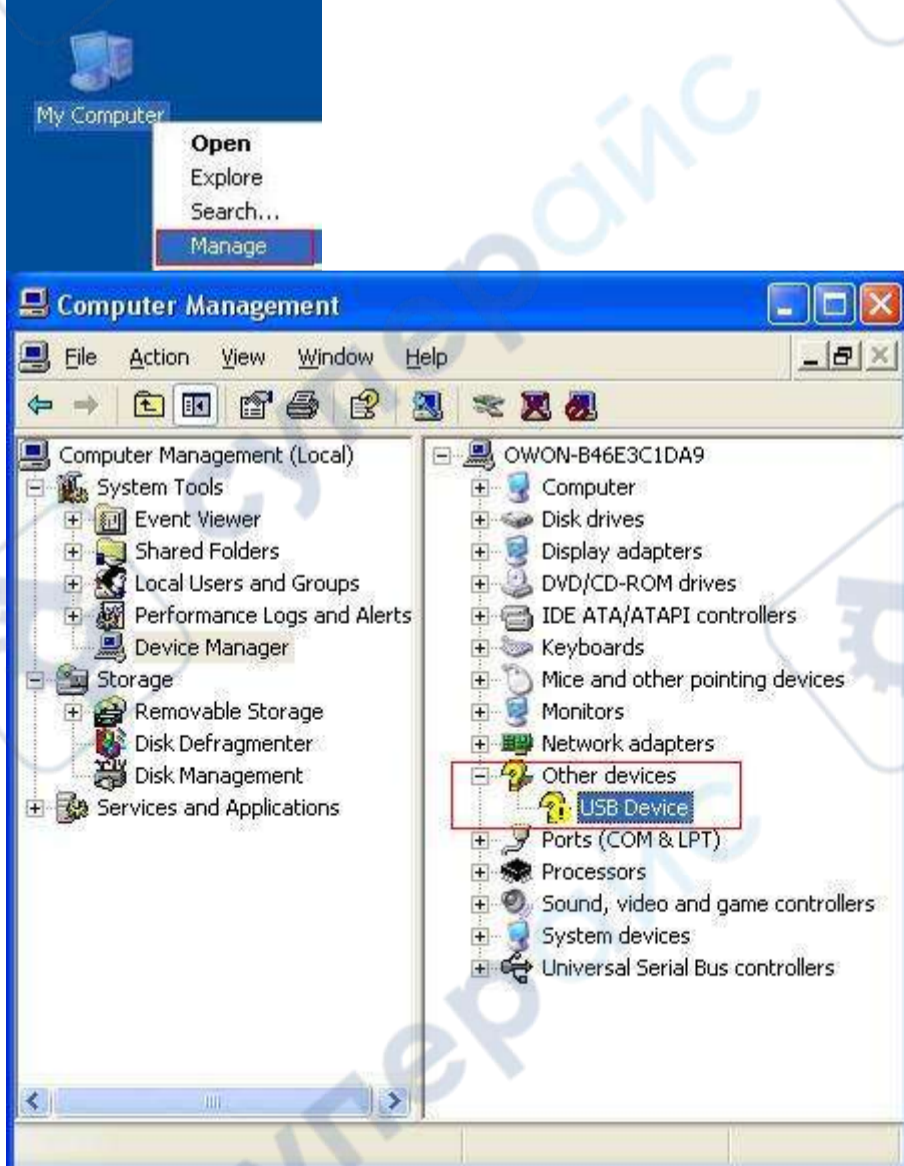 My Computer
Open
Explore
Search...
Manage
Computer Management
File Action View Window Help
Computer Management (Local)
System Tools
Event Viewer
Shared Folders
Local Users and Groups
Performance Logs and Alerts
Device Manager
Storage
Removable Storage
Disk Defragmenter
Disk Management
Services and Applications
OWON-B46E3C1DA9
Computer
Disk drives
Display adapters
DVD/CD-ROM drives
IDE ATA/ATAPI controllers
Keyboards
Mice and other pointing devices
Monitors
Network adapters
Other devices
USB Device
Ports (COM & LPT)
Processors
Sound, video and game controllers
System devices
Universal Serial Bus controllers
суперайс